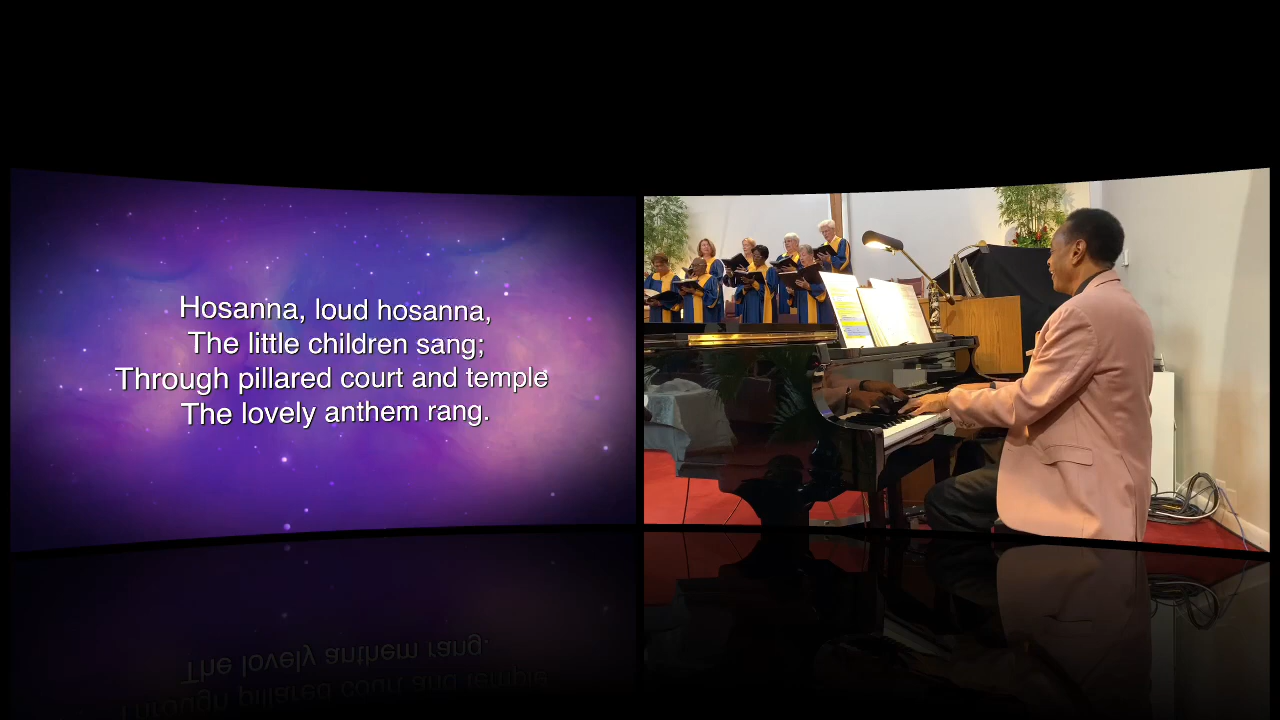 Hosanna, loud hosanna,
The little children sang;
Through pillared court and temple
The lovely anthem rang.